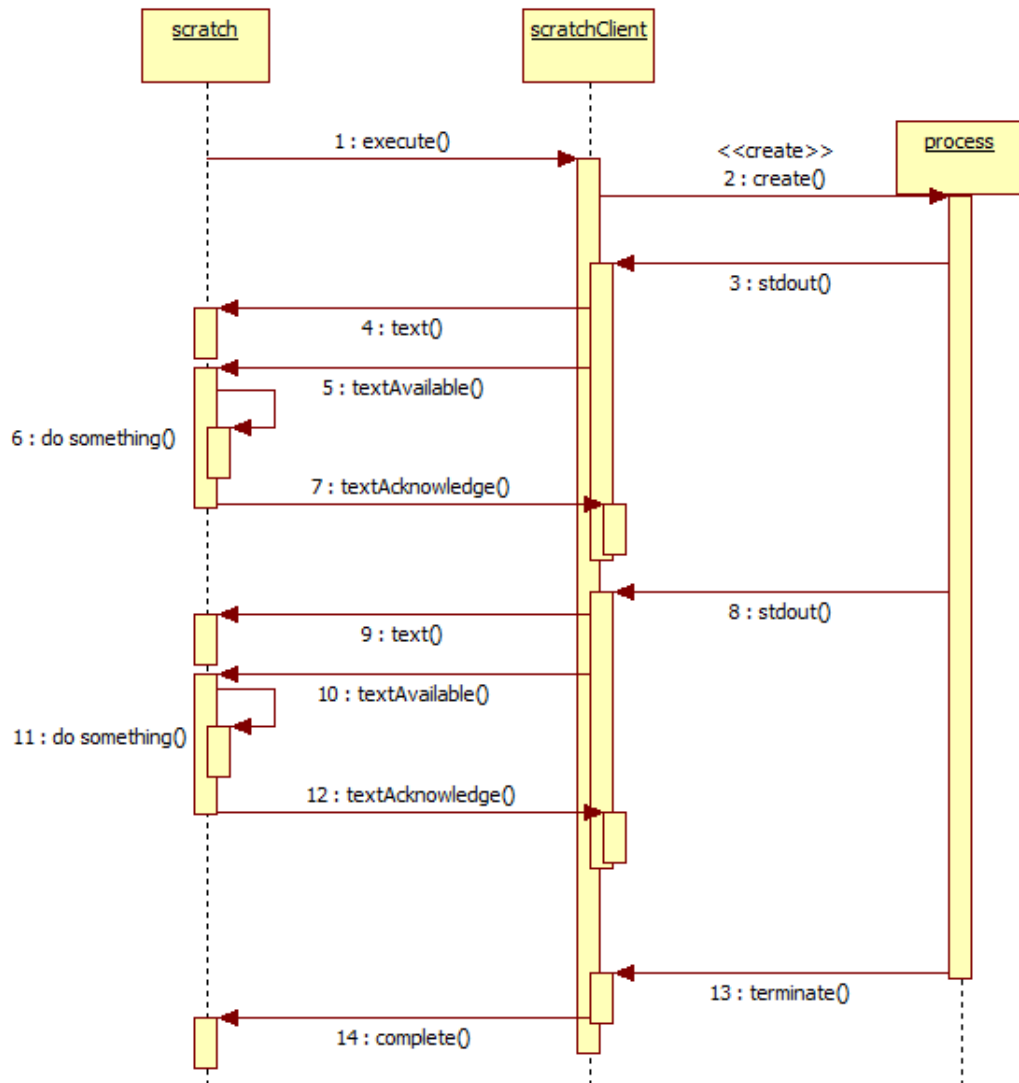 scratch
scratchClient
process
1 : execute()
<<create>>
2 : create()
3 : stdout()
4 : text()
5 : textAvailable()
6 : do something()
7 : textAcknowledge()
8 : stdout()
9 : text()
10 : textAvailable()
11 : do something()
12 : textAcknowledge()
13 : terminate()
14 : complete()